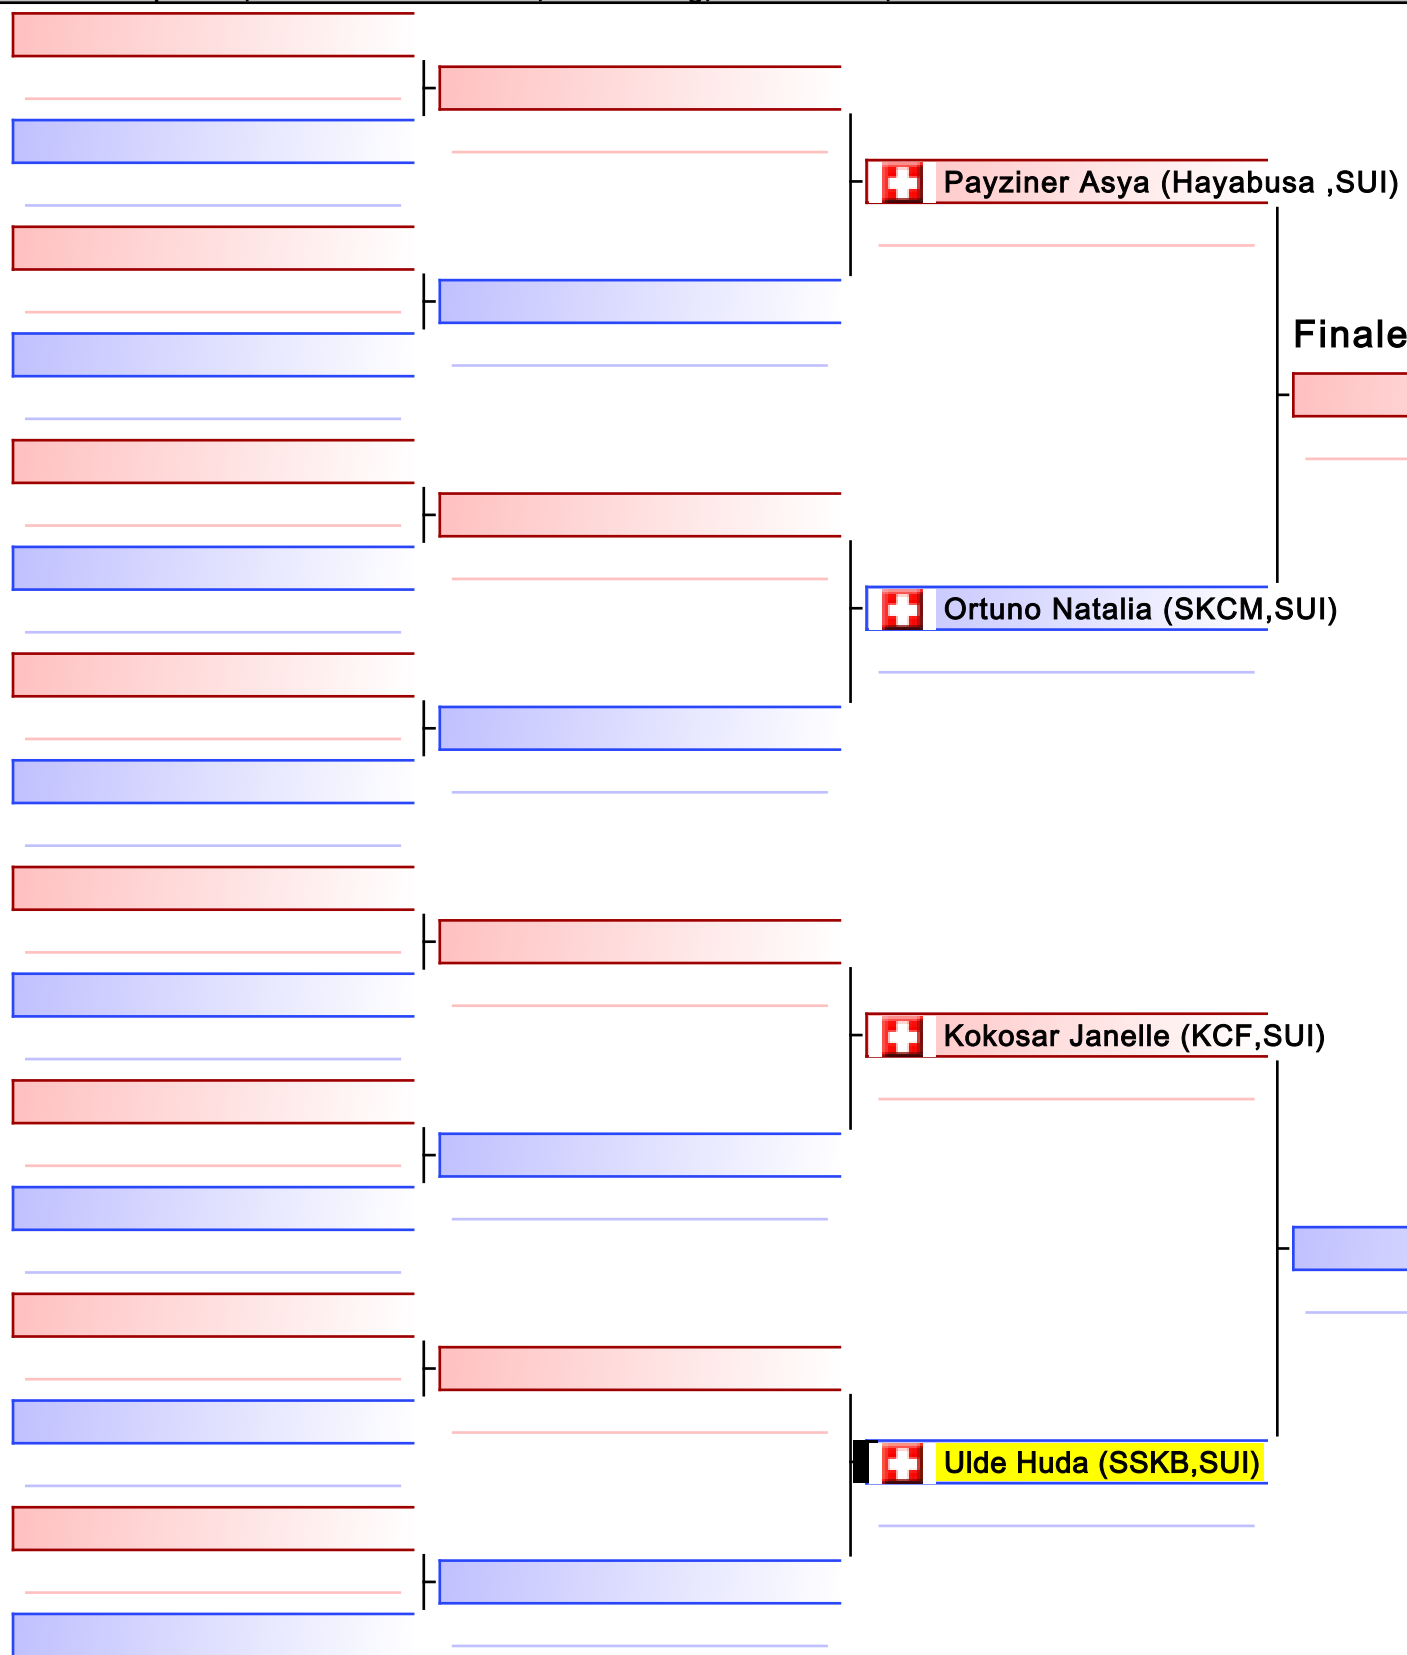 Payziner Asya (Hayabusa ,SUI)
Finale
Ortuno Natalia (SKCM,SUI)
Kokosar Janelle (KCF,SUI)
Ulde Huda (SSKB,SUI)